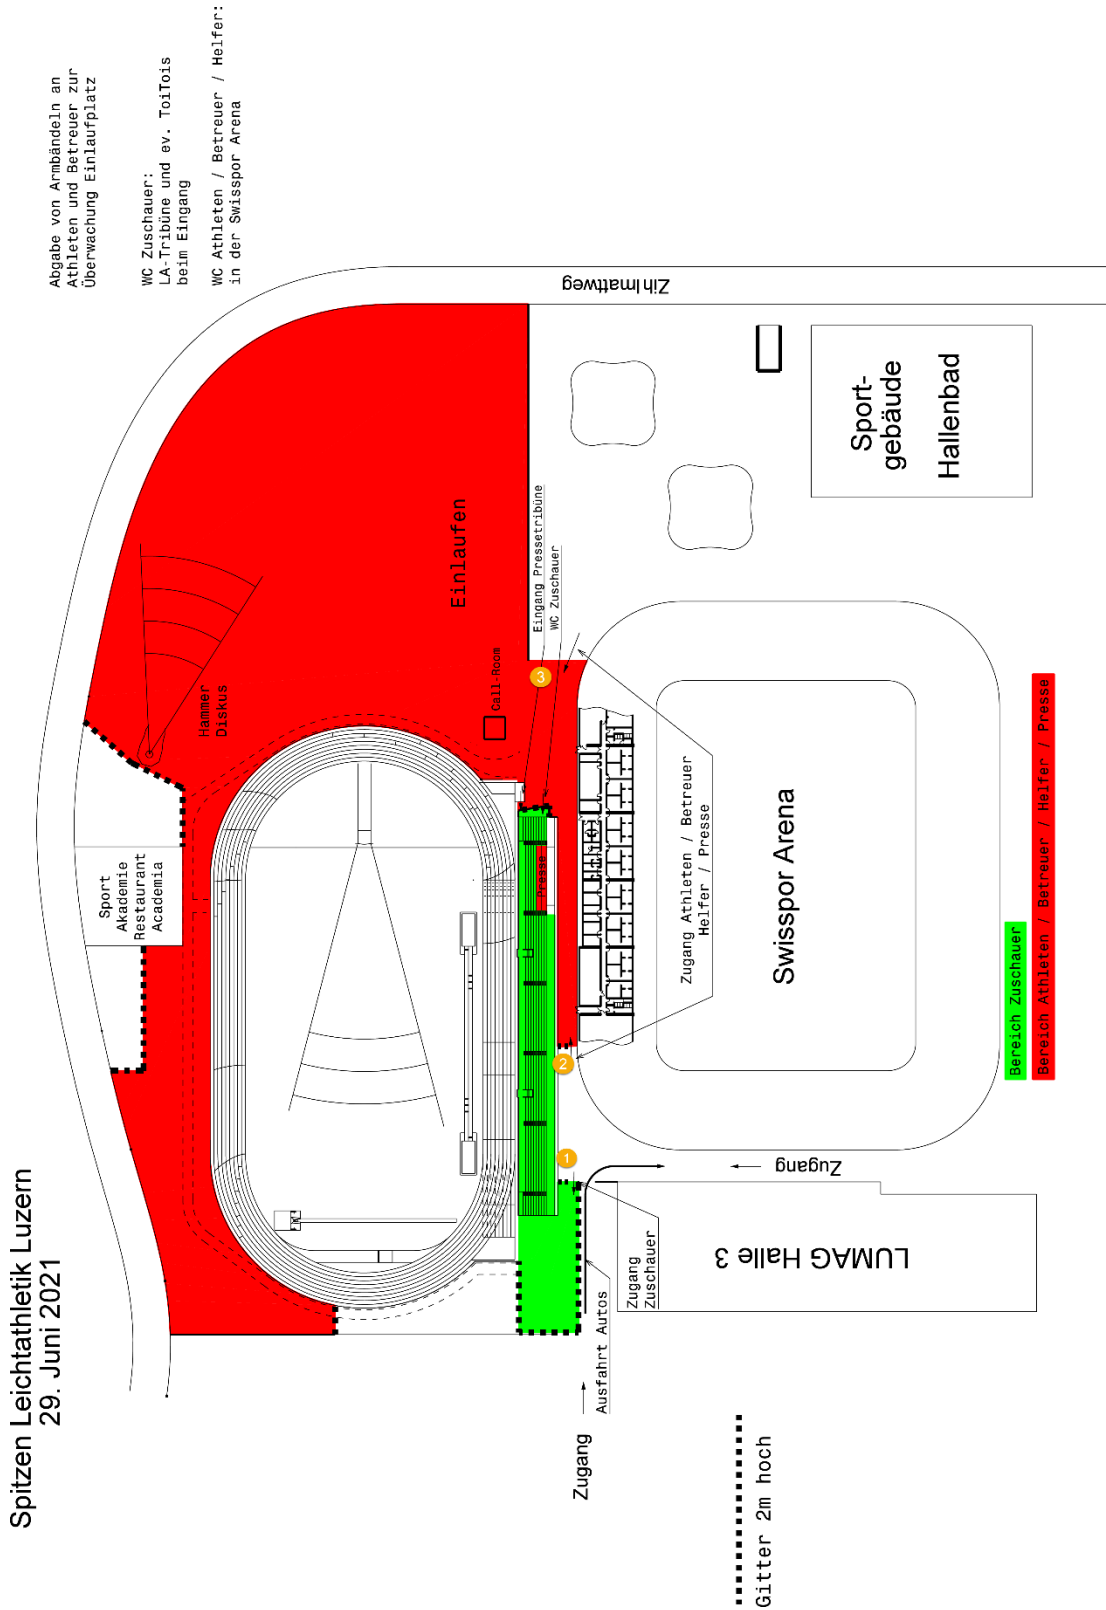 Spitzen Leichtathletik Luzern
29. Juni 2021
Abgabe von Armbändeln an
Athleten und Betreuer zur
Überwachung Einlaufplatz
WC Zuschauer:
LA-Tribüne und ev. ToiTois
beim Eingang
WC Athleten / Betreuer / Helfer:
in der Swisspor Arena
Zihlmattweg
Sport
Akademie
Restaurant
Academia
Hammer
Diskus
Einlaufen
Call-Room
Eingang Pressetribüne
WC Zuschauer
3
Presse
2
1
Zugang Athleten / Betreuer
Helfer / Presse
Swisspor Arena
Sport-
gebäude
Hallenbad
Zugang
LUMAG Halle 3
Zugang
Zuschauer
Ausfahrt Autos
Zugang
Gitter 2m hoch
Bereich Zuschauer
Bereich Athleten / Betreuer / Helfer / Presse